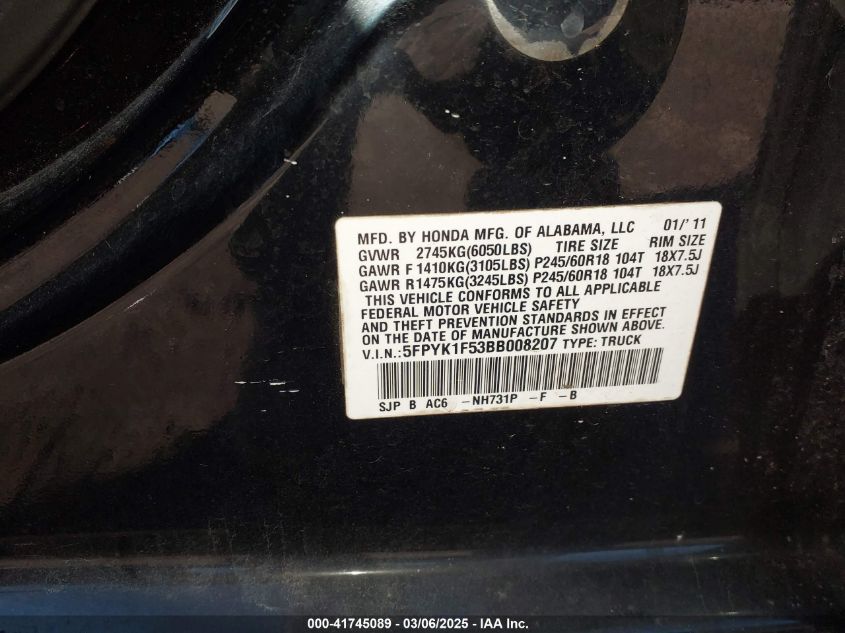 MFD. BY HONDA MFG. OF ALABAMA, LLC 01/'11
GVWR 2745KG(6050LBS) TIRE SIZE RIM SIZE
GAWR F 1410KG(3105LBS) P245/60R18 104T 18X7.5J
GAWR R1475KG(3245LBS) P245/60R18 104T 18X7.5J
THIS VEHICLE CONFORMS TO ALL APPLICABLE
FEDERAL MOTOR VEHICLE SAFETY
AND THEFT PREVENTION STANDARDS IN EFFECT
ON THE DATE OF MANUFACTURE SHOWN ABOVE.
V.I.N.:5FPYK1F53BB008207 TYPE: TRUCK
SJP B AC6 -NH731P -F -B
000-41745089 - 03/06/2025 - IAA Inc.